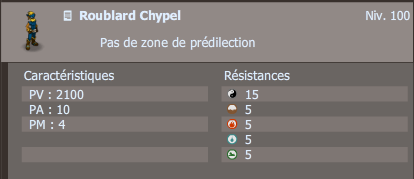 Roublard Chypel
Niv. 100
Pas de zone de prédilection
Caractéristiques
Résistances
PV : 2100
15
PA : 10
5
PM : 4
5
5
5